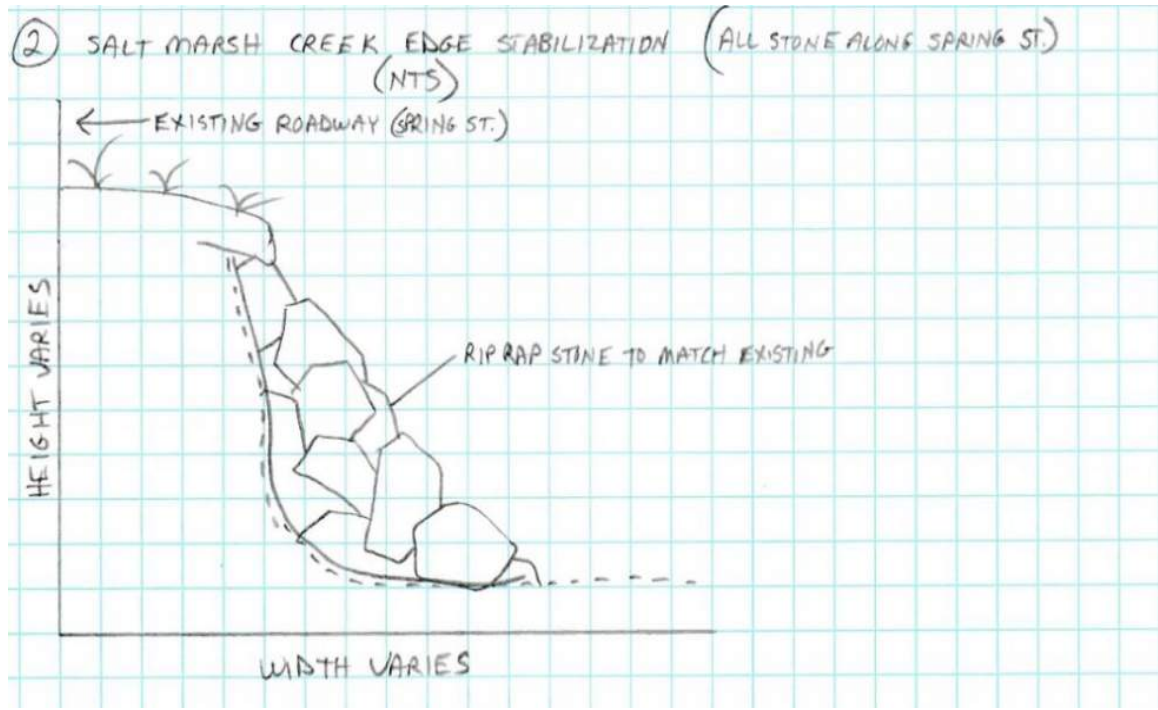 ② SALT MARSH CREEK EDGE STABILIZATION (ALL STONE ALONG SPRING ST.)
(NTS)
← EXISTING ROADWAY (SPRING ST.)
RIP RAP STONE TO MATCH EXISTING
HEIGHT VARIES
WIDTH VARIES